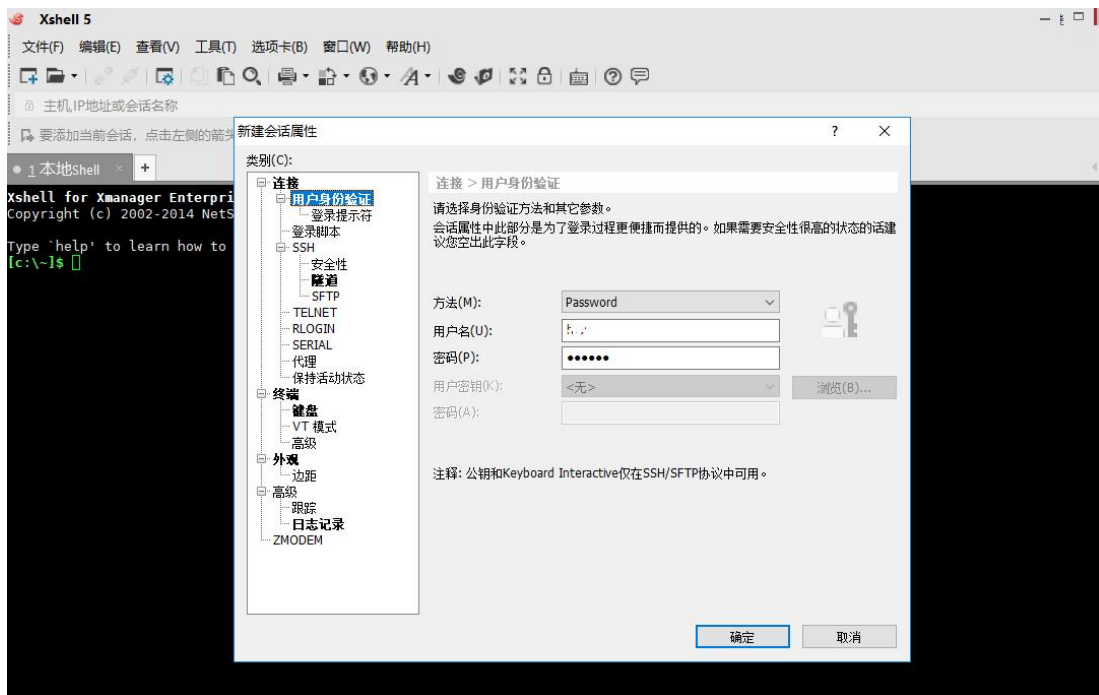 Xshell 5
文件(F) 编辑(E) 查看(V) 工具(T) 选项卡(B) 窗口(W) 帮助(H)
主机,IP地址或会话名称
要添加当前会话，点击左侧的箭头
1 本地Shell × +
Xshell for Xmanager Enterpri
Copyright (c) 2002-2014 NetS
Type `help' to learn how to
[c:\~]$
新建会话属性 ? ×
类别(C):
连接
用户身份验证
登录提示符
登录脚本
SSH
安全性
隧道
SFTP
TELNET
RLOGIN
SERIAL
代理
保持活动状态
终端
键盘
VT 模式
高级
外观
边距
高级
跟踪
日志记录
ZMODEM
连接 > 用户身份验证
请选择身份验证方法和其它参数。
会话属性中此部分是为了登录过程更便捷而提供的。如果需要安全性很高的状态的话建
议您空出此字段。
方法(M): Password
用户名(U):
密码(P): ●●●●●●
用户密钥(K): <无> 浏览(B)...
密码(A):
注释: 公钥和Keyboard Interactive仅在SSH/SFTP协议中可用。
确定 取消